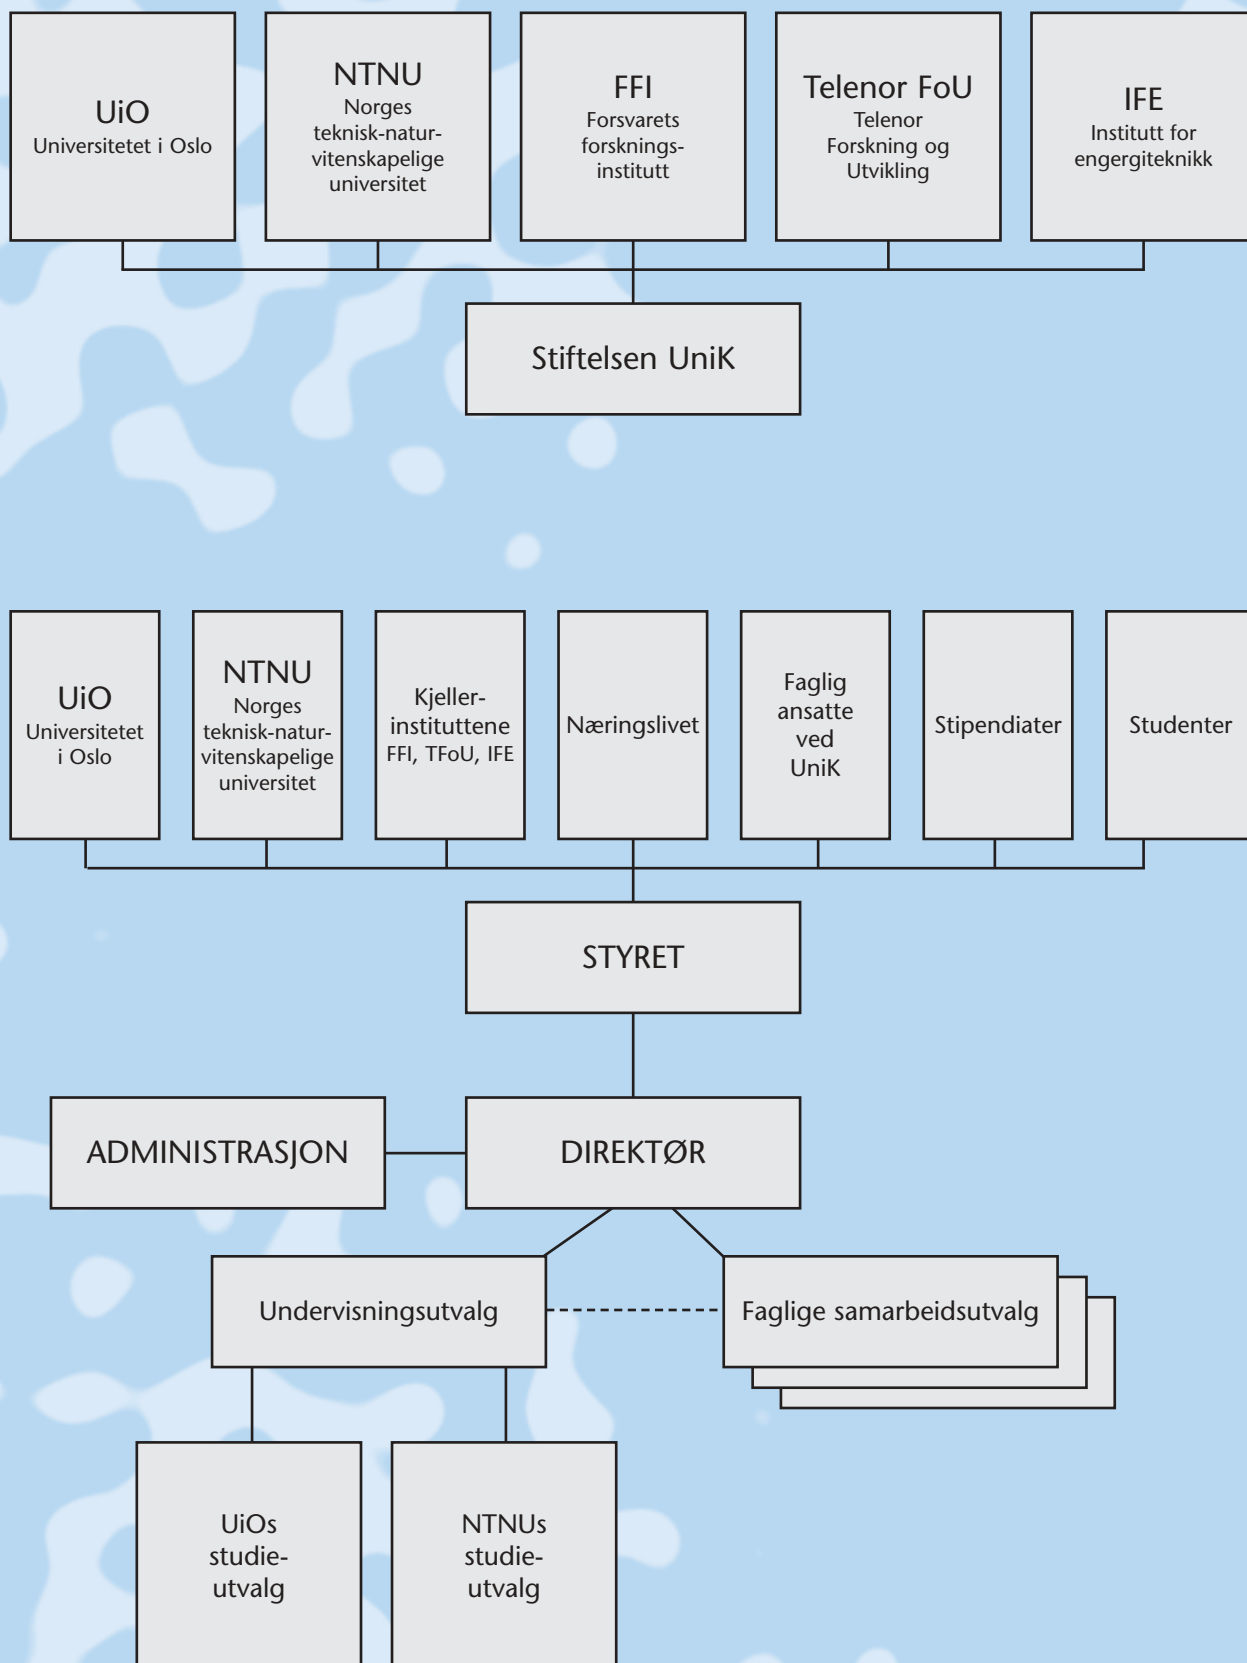 UiO
Universitetet i Oslo
NTNU
Norges
teknisk-natur-
vitenskapelige
universitet
FFI
Forsvarets
forsknings-
institutt
Telenor FoU
Telenor
Forskning og
Utvikling
IFE
Institutt for
engergiteknikk
Stiftelsen UniK
UiO
Universitetet
i Oslo
NTNU
Norges
teknisk-natur-
vitenskapelige
universitet
Kjeller-
instituttene
FFI, TFoU, IFE
Næringslivet
Faglig
ansatte
ved
UniK
Stipendiater
Studenter
STYRET
ADMINISTRASJON
DIREKTØR
Undervisningsutvalg
Faglige samarbeidsutvalg
UiOs
studie-
utvalg
NTNUs
studie-
utvalg